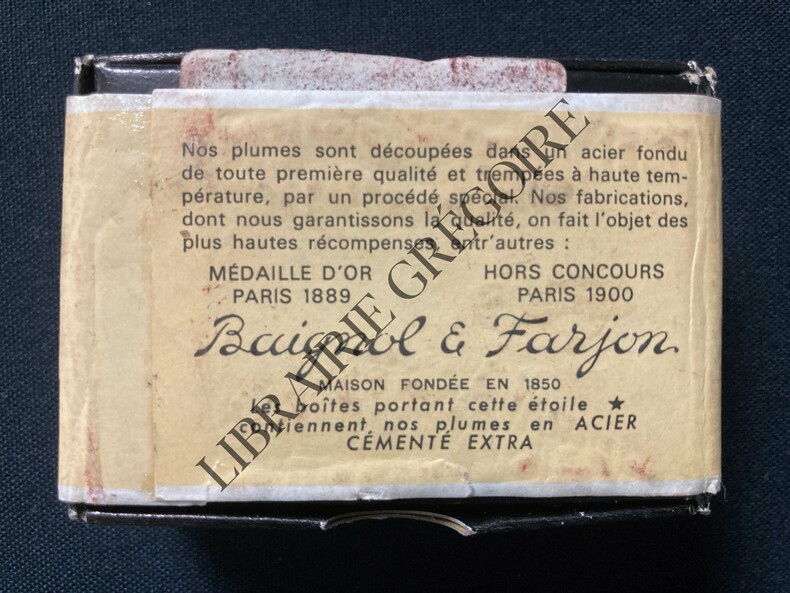 Nos plumes sont découpées dans un acier fondu
de toute première qualité et trempées à haute tem-
pérature, par un procédé spécial. Nos fabrications,
dont nous garantissons la qualité, on fait l'objet des
plus hautes récompenses, entr'autres :
MÉDAILLE D'OR HORS CONCOURS
PARIS 1889 PARIS 1900
Baignol & Farjon
MAISON FONDÉE EN 1850
Les boîtes portant cette étoile ★
contiennent nos plumes en ACIER
CÉMENTÉ EXTRA
LIBRAIRIE GRÉGOIRE